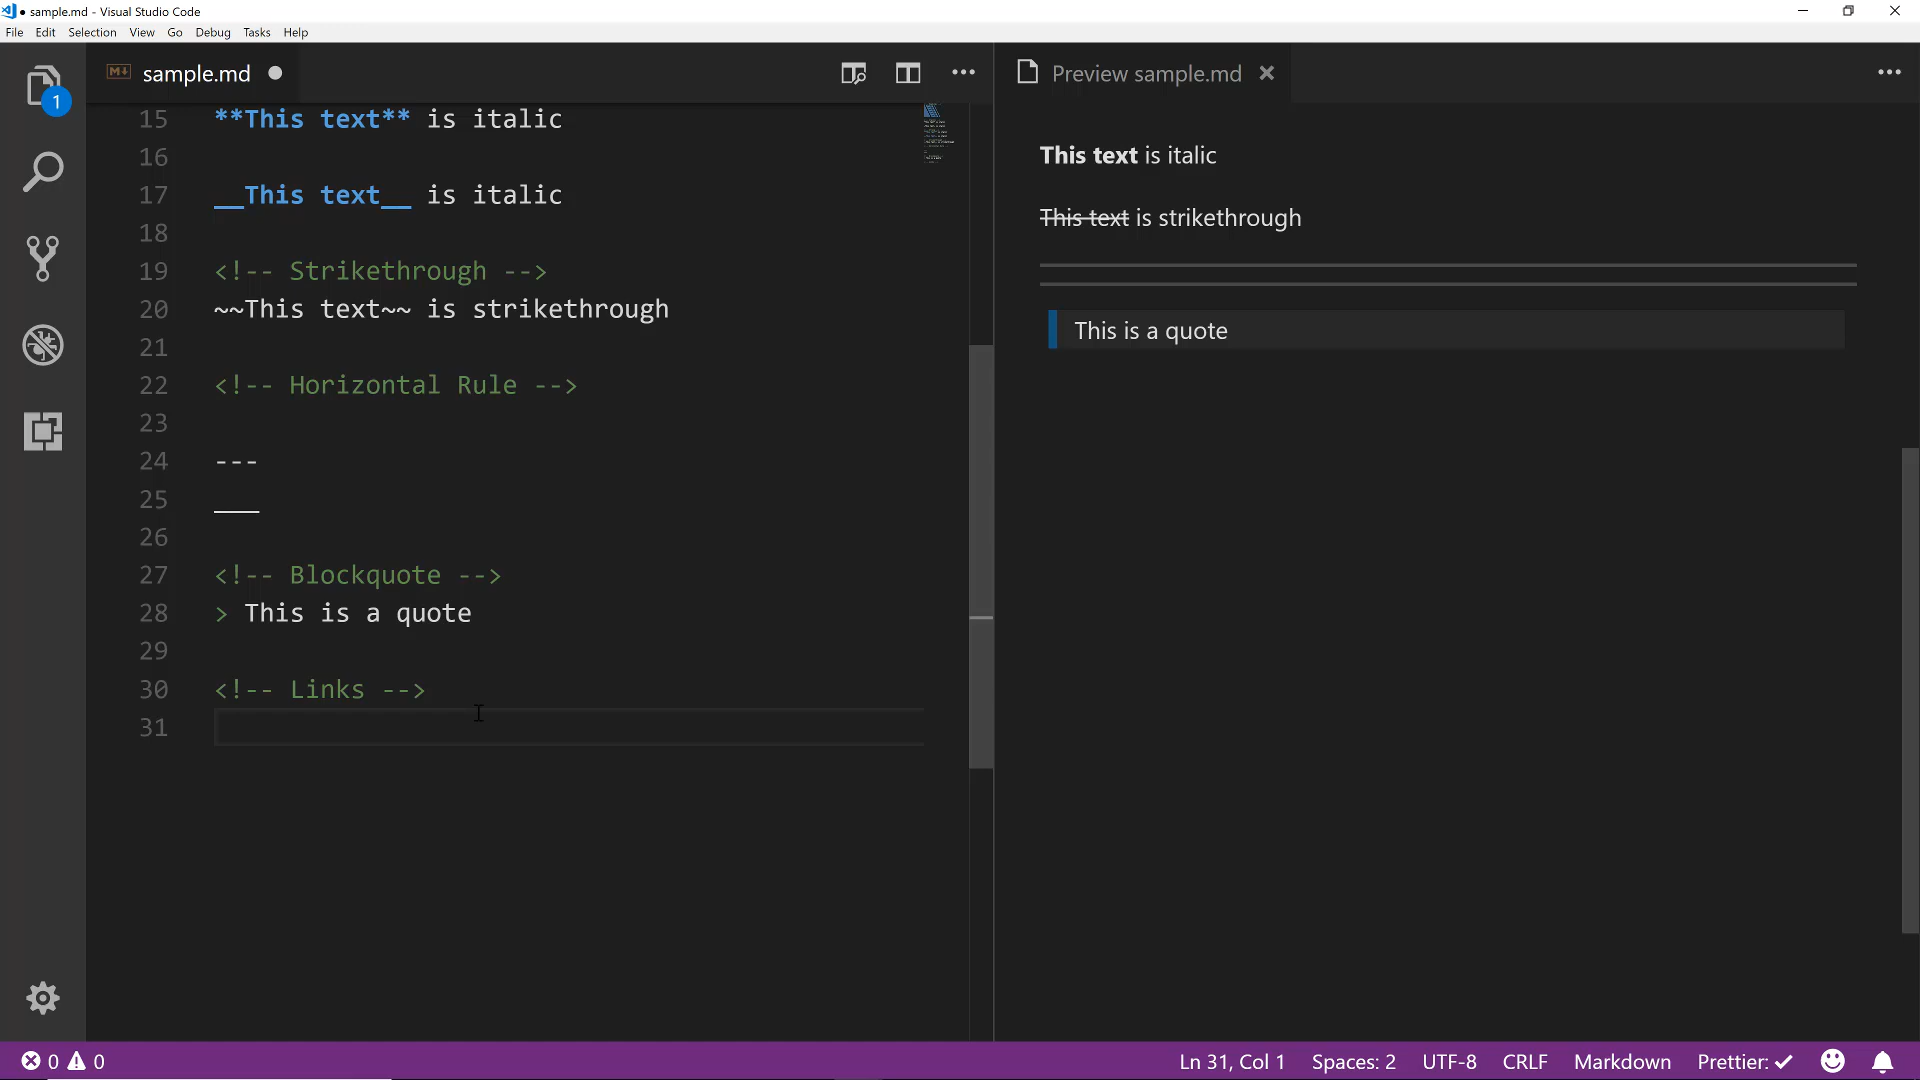 sample.md - Visual Studio Code
File Edit Selection View Go Debug Tasks Help
1
sample.md
Preview sample.md
15 **This text** is italic
16
17 __This text__ is italic
18
19 <!-- Strikethrough -->
20 ~~This text~~ is strikethrough
21
22 <!-- Horizontal Rule -->
23
24 ---
25 ___
26
27 <!-- Blockquote -->
28 > This is a quote
29
30 <!-- Links -->
31
This text is italic
This text is strikethrough
This is a quote
0 0
Ln 31, Col 1 Spaces: 2 UTF-8 CRLF Markdown Prettier: ✓